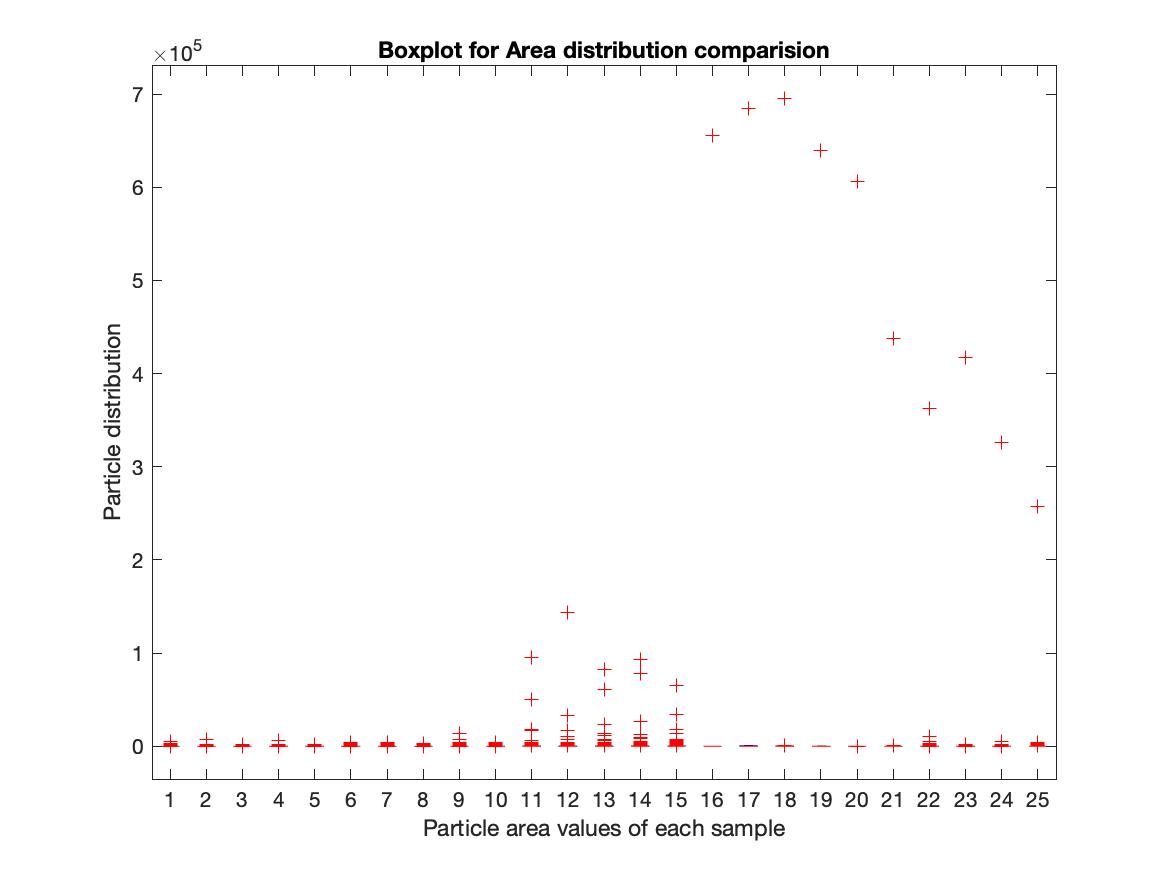 Boxplot for Area distribution comparision
×10⁵
7
6
5
4
3
2
1
0
Particle distribution
1 2 3 4 5 6 7 8 9 10 11 12 13 14 15 16 17 18 19 20 21 22 23 24 25
Particle area values of each sample